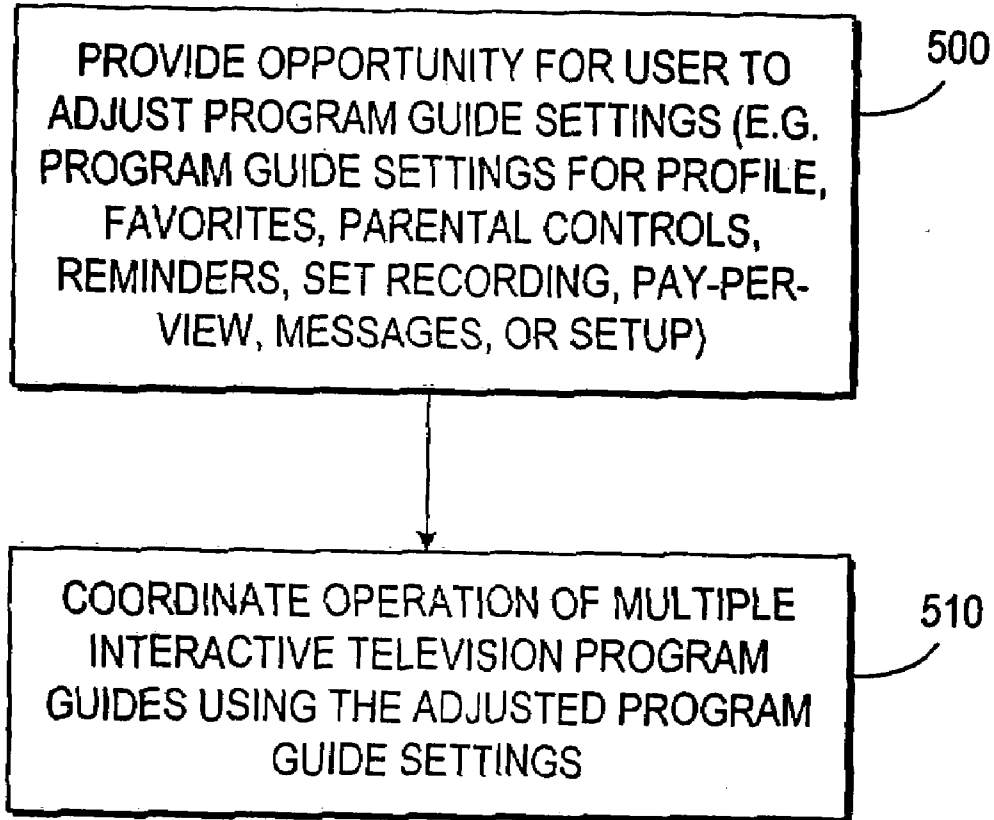 PROVIDE OPPORTUNITY FOR USER TO
ADJUST PROGRAM GUIDE SETTINGS (E.G.
PROGRAM GUIDE SETTINGS FOR PROFILE,
FAVORITES, PARENTAL CONTROLS,
REMINDERS, SET RECORDING, PAY-PER-
VIEW, MESSAGES, OR SETUP)
500
COORDINATE OPERATION OF MULTIPLE
INTERACTIVE TELEVISION PROGRAM
GUIDES USING THE ADJUSTED PROGRAM
GUIDE SETTINGS
510